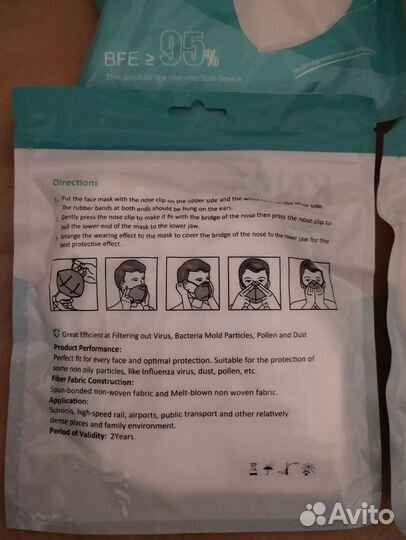 BFE ≥ 95%
This product is a non-medical device
Directions
1. Put the face mask with the nose clip on the upper side and the white side.
The rubber bands at both ends should be hung on the ears.
2. Gently press the nose clip to make it fit with the bridge of the nose then press the nose clip to
pull the lower end of the mask to the lower jaw.
3. Arrange the wearing effect to the mask to cover the bridge of the nose to the lower jaw for the
best protective effect.
Great Efficient at Filtering out Virus, Bacteria Mold Particles, Pollen and Dust
Product Performance:
Perfect fit for every face and optimal protection. Suitable for the protection of
some non oily particles, like Influenza virus, dust, pollen, etc.
Fiber Fabric Construction:
Spun-bonded non-woven fabric and Melt-blown non woven fabric.
Application:
Schools, high-speed rail, airports, public transport and other relatively
dense places and family environment.
Period of Validity: 2Years.
Avito